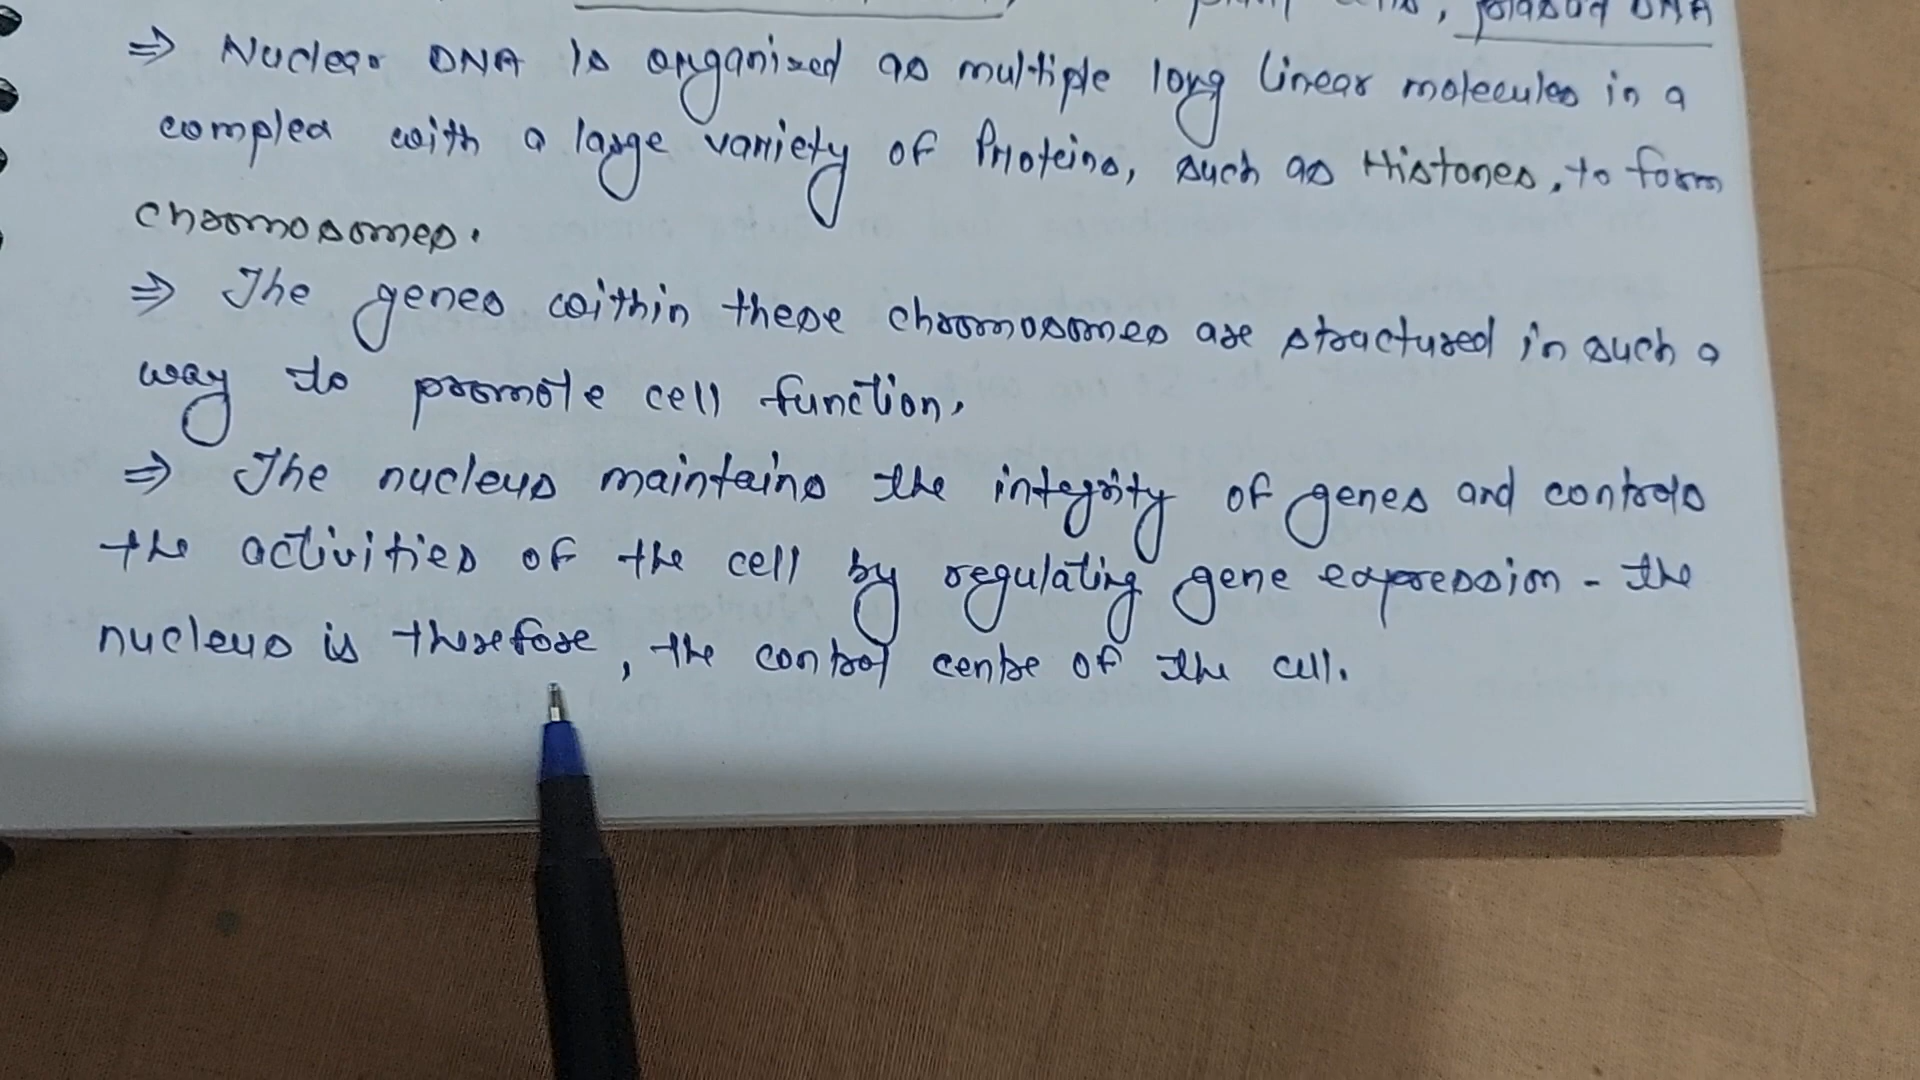 plastid DNA
⇒ Nuclear DNA is organized as multiple long linear molecules in a
complex with a large variety of Proteins, such as Histones, to form
chromosomes.
⇒ The genes within these chromosomes are structured in such a
way to promote cell function.
⇒ The nucleus maintains the integrity of genes and controls
the activities of the cell by regulating gene expression - the
nucleus is therefore, the control centre of the cell.